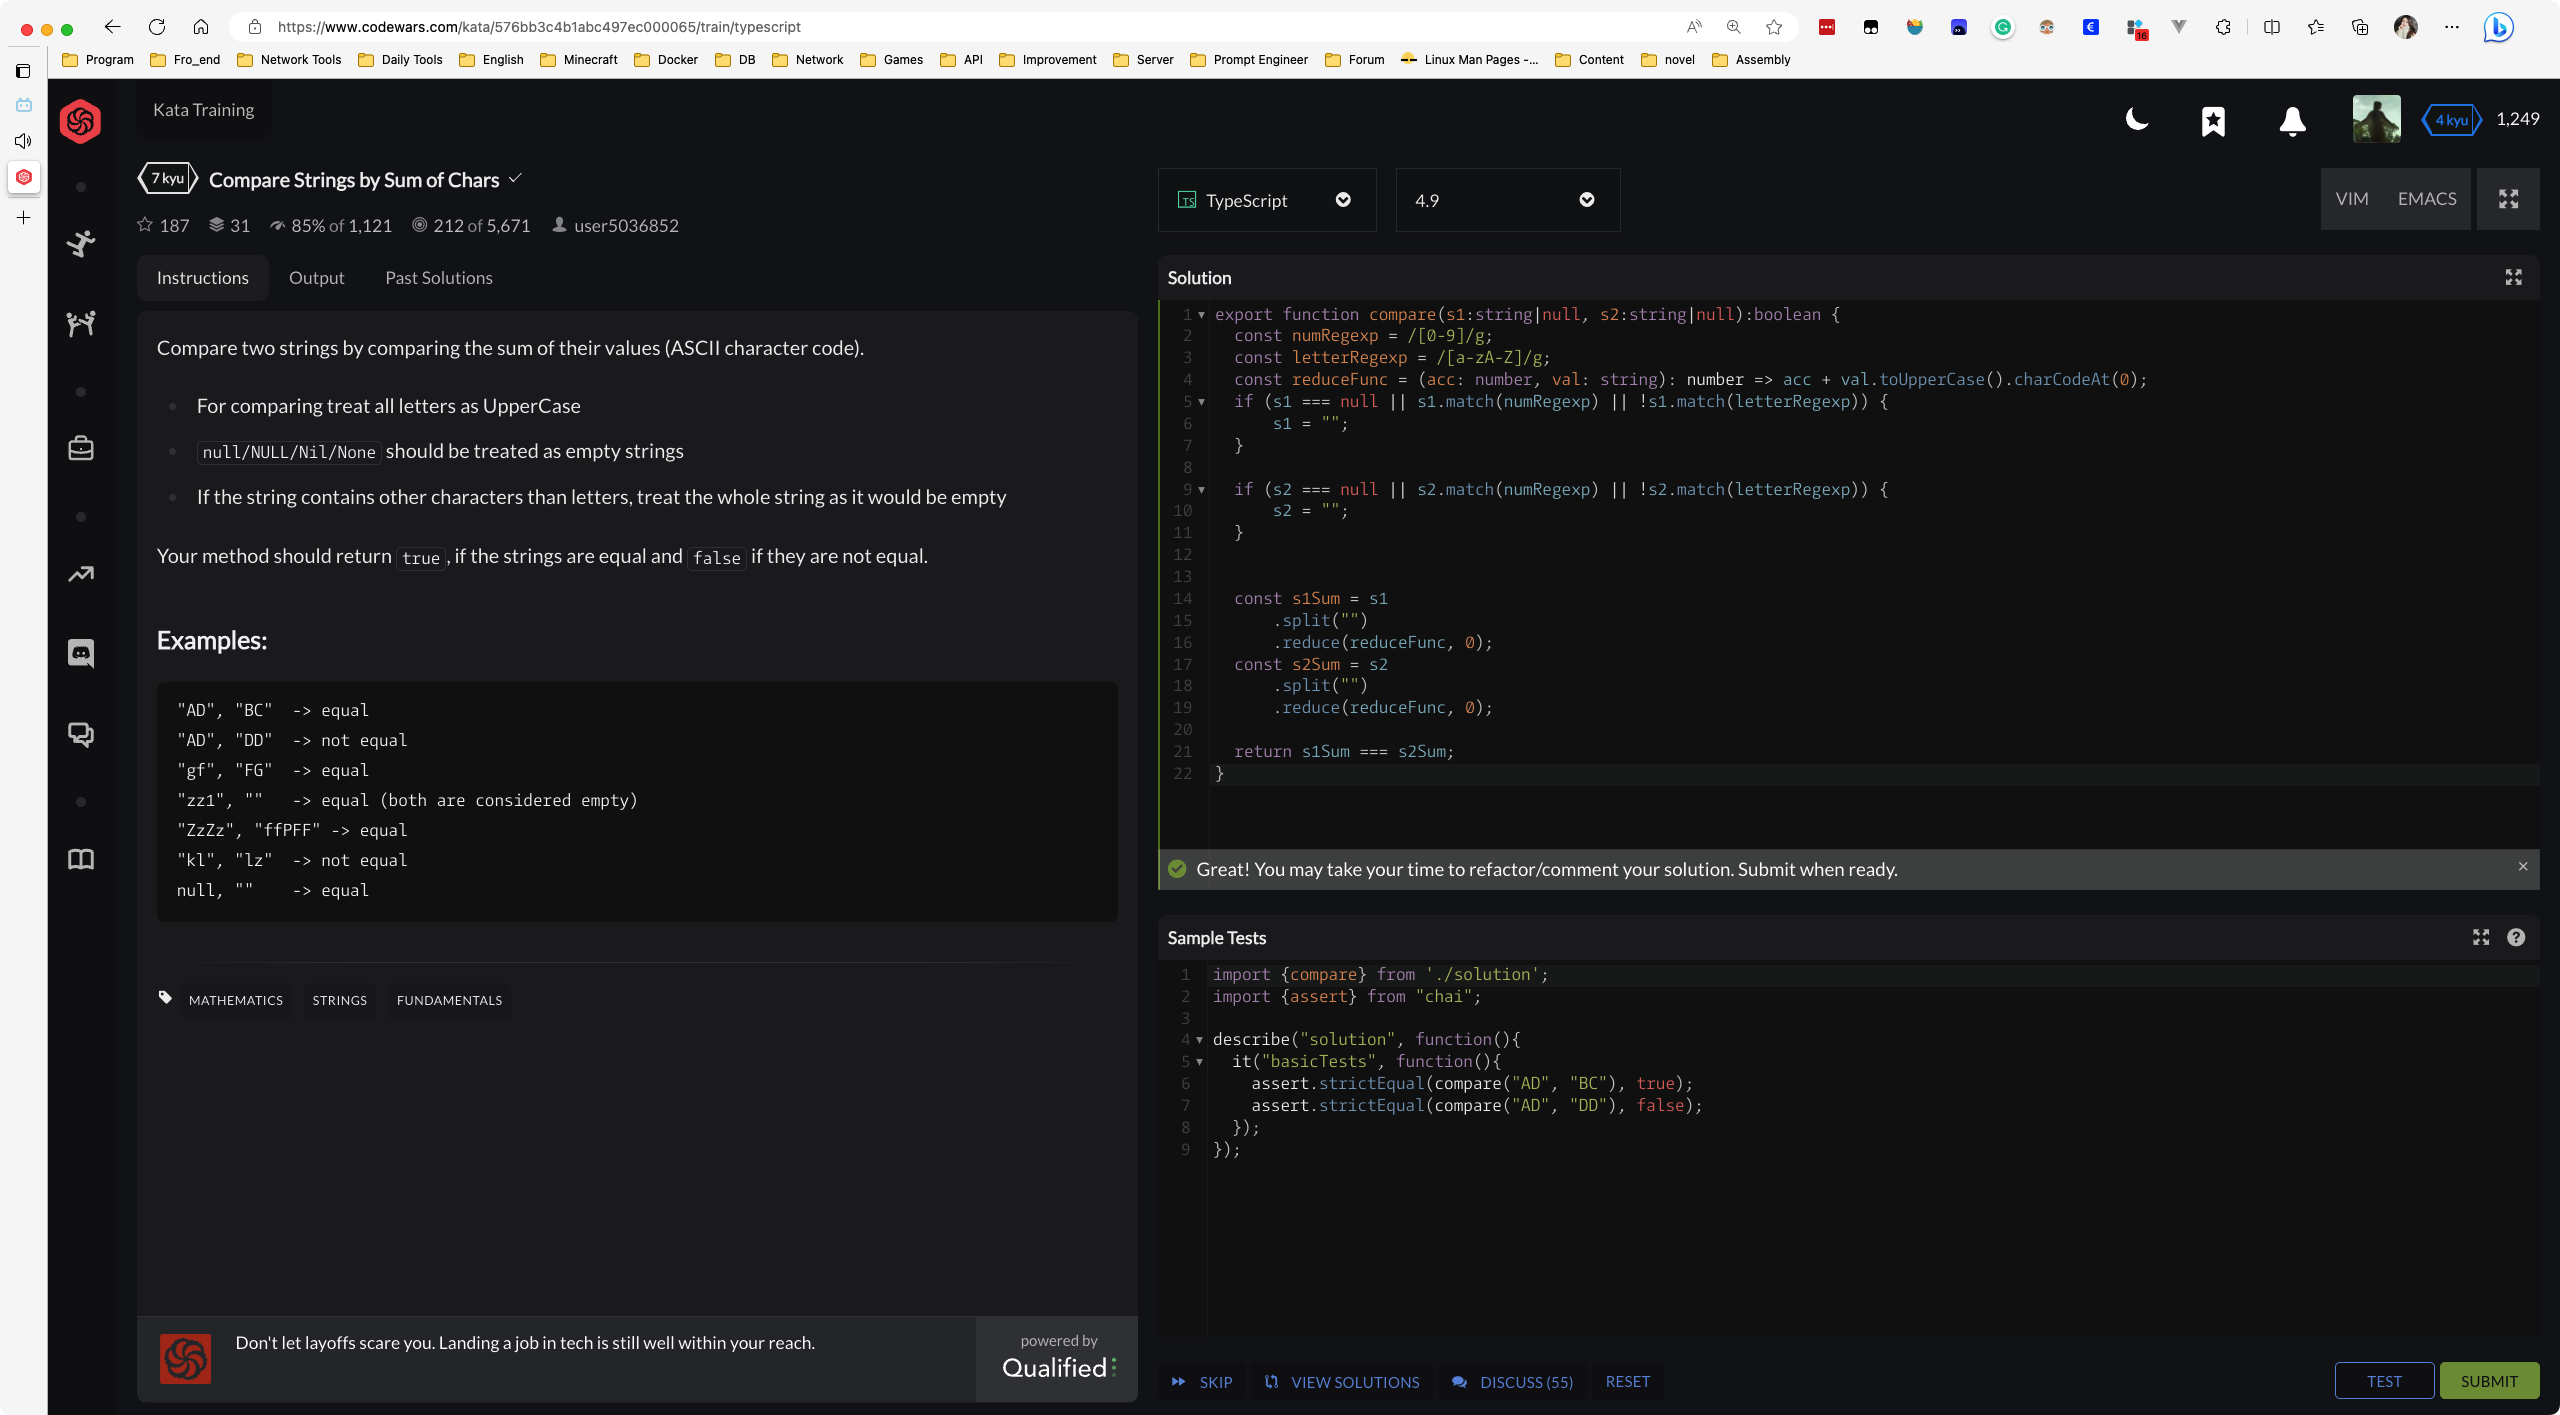 https://www.codewars.com/kata/576bb3c4b1abc497ec000065/train/typescript
16
Program Fro_end Network Tools Daily Tools English Minecraft Docker DB Network Games API Improvement Server Prompt Engineer Forum Linux Man Pages -... Content novel Assembly
Kata Training
4 kyu 1,249
7 kyu Compare Strings by Sum of Chars
187 31 85% of 1,121 212 of 5,671 user5036852
TypeScript 4.9 VIM EMACS
Instructions Output Past Solutions
Compare two strings by comparing the sum of their values (ASCII character code).
For comparing treat all letters as UpperCase
null/NULL/Nil/None should be treated as empty strings
If the string contains other characters than letters, treat the whole string as it would be empty
Your method should return true, if the strings are equal and false if they are not equal.
Examples:
"AD", "BC" -> equal
"AD", "DD" -> not equal
"gf", "FG" -> equal
"zz1", "" -> equal (both are considered empty)
"ZzZz", "ffPFF" -> equal
"kl", "lz" -> not equal
null, "" -> equal
MATHEMATICS STRINGS FUNDAMENTALS
Don't let layoffs scare you. Landing a job in tech is still well within your reach.
powered by
Qualified
Solution
1 export function compare(s1:string|null, s2:string|null):boolean {
2 const numRegexp = /[0-9]/g;
3 const letterRegexp = /[a-zA-Z]/g;
4 const reduceFunc = (acc: number, val: string): number => acc + val.toUpperCase().charCodeAt(0);
5 if (s1 === null || s1.match(numRegexp) || !s1.match(letterRegexp)) {
6 s1 = "";
7 }
8
9 if (s2 === null || s2.match(numRegexp) || !s2.match(letterRegexp)) {
10 s2 = "";
11 }
12
13
14 const s1Sum = s1
15 .split("")
16 .reduce(reduceFunc, 0);
17 const s2Sum = s2
18 .split("")
19 .reduce(reduceFunc, 0);
20
21 return s1Sum === s2Sum;
22 }
Great! You may take your time to refactor/comment your solution. Submit when ready.
Sample Tests
1 import {compare} from './solution';
2 import {assert} from "chai";
3
4 describe("solution", function(){
5 it("basicTests", function(){
6 assert.strictEqual(compare("AD", "BC"), true);
7 assert.strictEqual(compare("AD", "DD"), false);
8 });
9 });
SKIP VIEW SOLUTIONS DISCUSS (55) RESET TEST SUBMIT